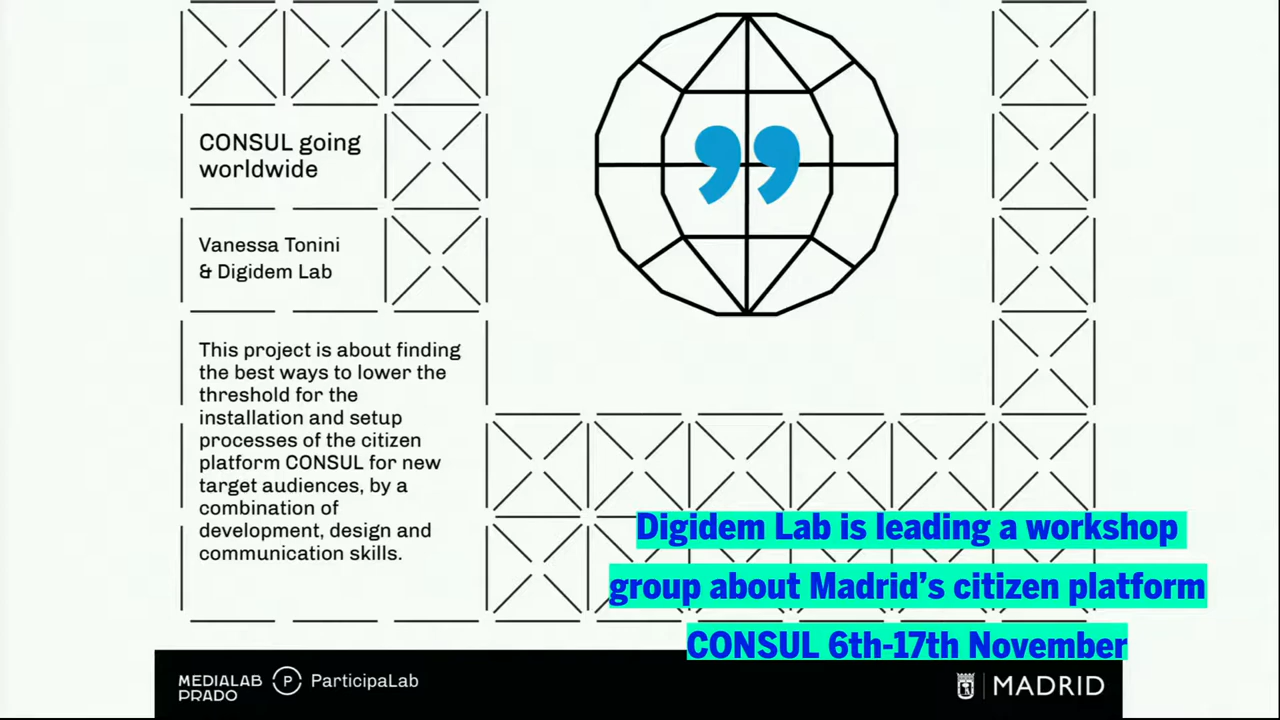 CONSUL going
worldwide
Vanessa Tonini
& Digidem Lab
This project is about finding
the best ways to lower the
threshold for the
installation and setup
processes of the citizen
platform CONSUL for new
target audiences, by a
combination of
development, design and
communication skills.
Digidem Lab is leading a workshop
group about Madrid’s citizen platform
CONSUL 6th-17th November
MEDIALAB
PRADO
P
ParticipaLab
MADRID